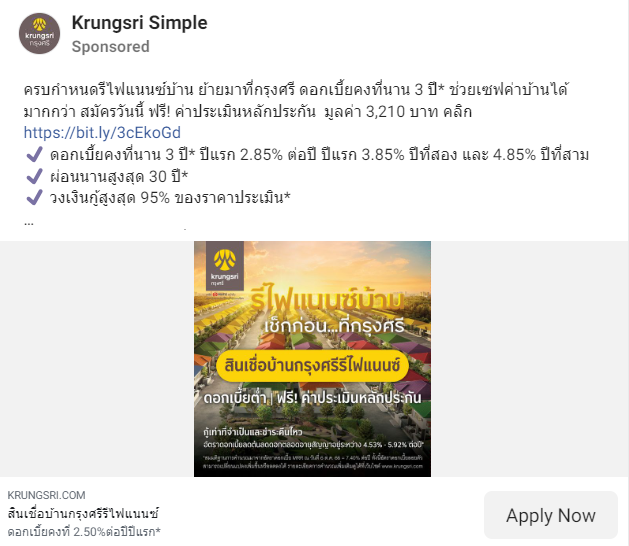 Krungsri Simple
Sponsored
krungsri
กรุงศรี
ครบกำหนดรีไฟแนนซ์บ้าน ย้ายมาที่กรุงศรี ดอกเบี้ยคงที่นาน 3 ปี* ช่วยเซฟค่าบ้านได้
มากกว่า สมัครวันนี้ ฟรี! ค่าประเมินหลักประกัน มูลค่า 3,210 บาท คลิก
https://bit.ly/3cEkoGd
✔ ดอกเบี้ยคงที่นาน 3 ปี* ปีแรก 2.85% ต่อปี ปีแรก 3.85% ปีที่สอง และ 4.85% ปีที่สาม
✔ ผ่อนนานสูงสุด 30 ปี*
✔ วงเงินกู้สูงสุด 95% ของราคาประเมิน*
...
krungsri
กรุงศรี
รีไฟแนนซ์บ้าน
เช็กก่อน...ที่กรุงศรี
สินเชื่อบ้านกรุงศรีรีไฟแนนซ์
ดอกเบี้ยต่ำ ฟรี! ค่าประเมินหลักประกัน
กู้เท่าที่จำเป็นและชำระคืนไหว
อัตราดอกเบี้ยลดต้นลดดอกตลอดอายุสัญญาอยู่ระหว่าง 4.53% - 5.92% ต่อปี*
KRUNGSRI.COM
สินเชื่อบ้านกรุงศรีรีไฟแนนซ์
ดอกเบี้ยคงที่ 2.50%ต่อปีปีแรก*
Apply Now